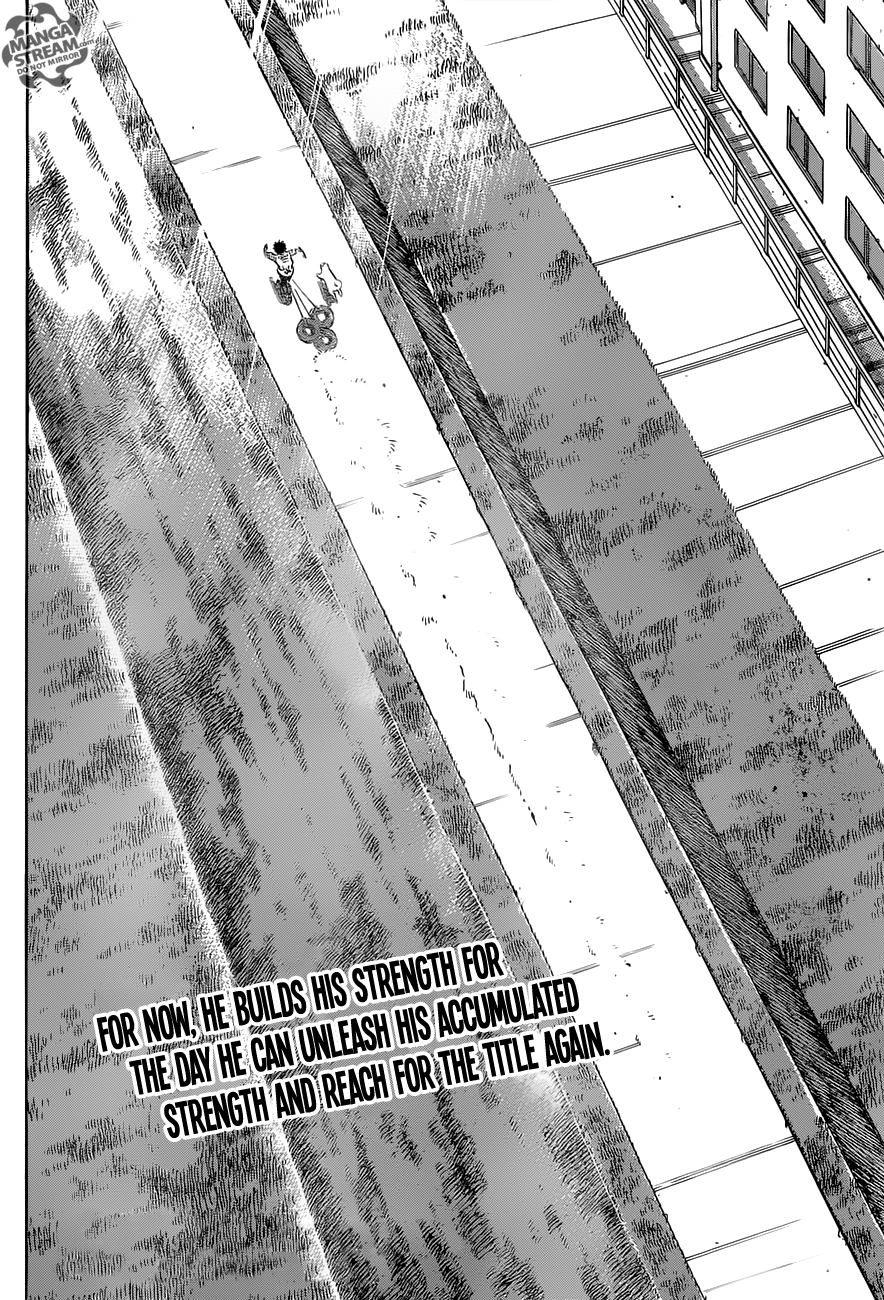 MANGA
STREAM.com
DO NOT MIRROR
FOR NOW, HE BUILDS HIS STRENGTH FOR
THE DAY HE CAN UNLEASH HIS ACCUMULATED
STRENGTH AND REACH FOR THE TITLE AGAIN.